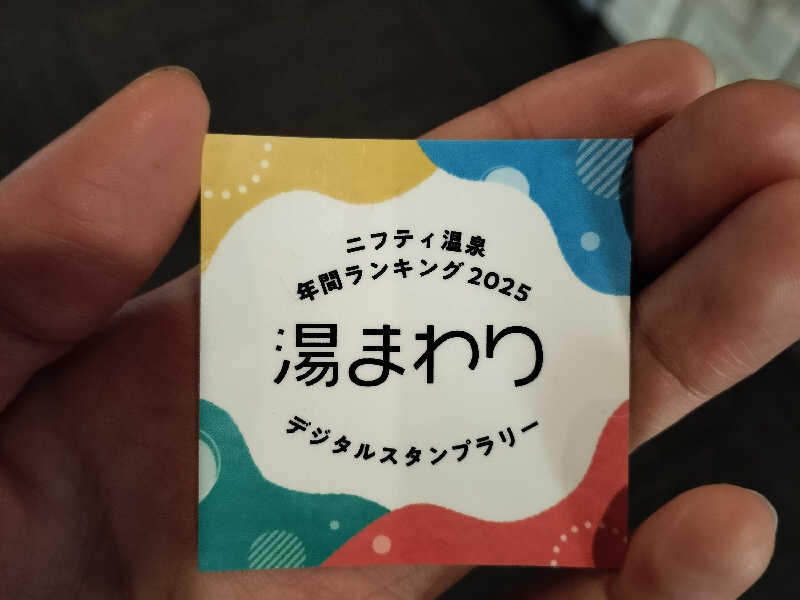 ニフティ温泉
年間ランキング2025
湯まわり
デジタルスタンプラリー